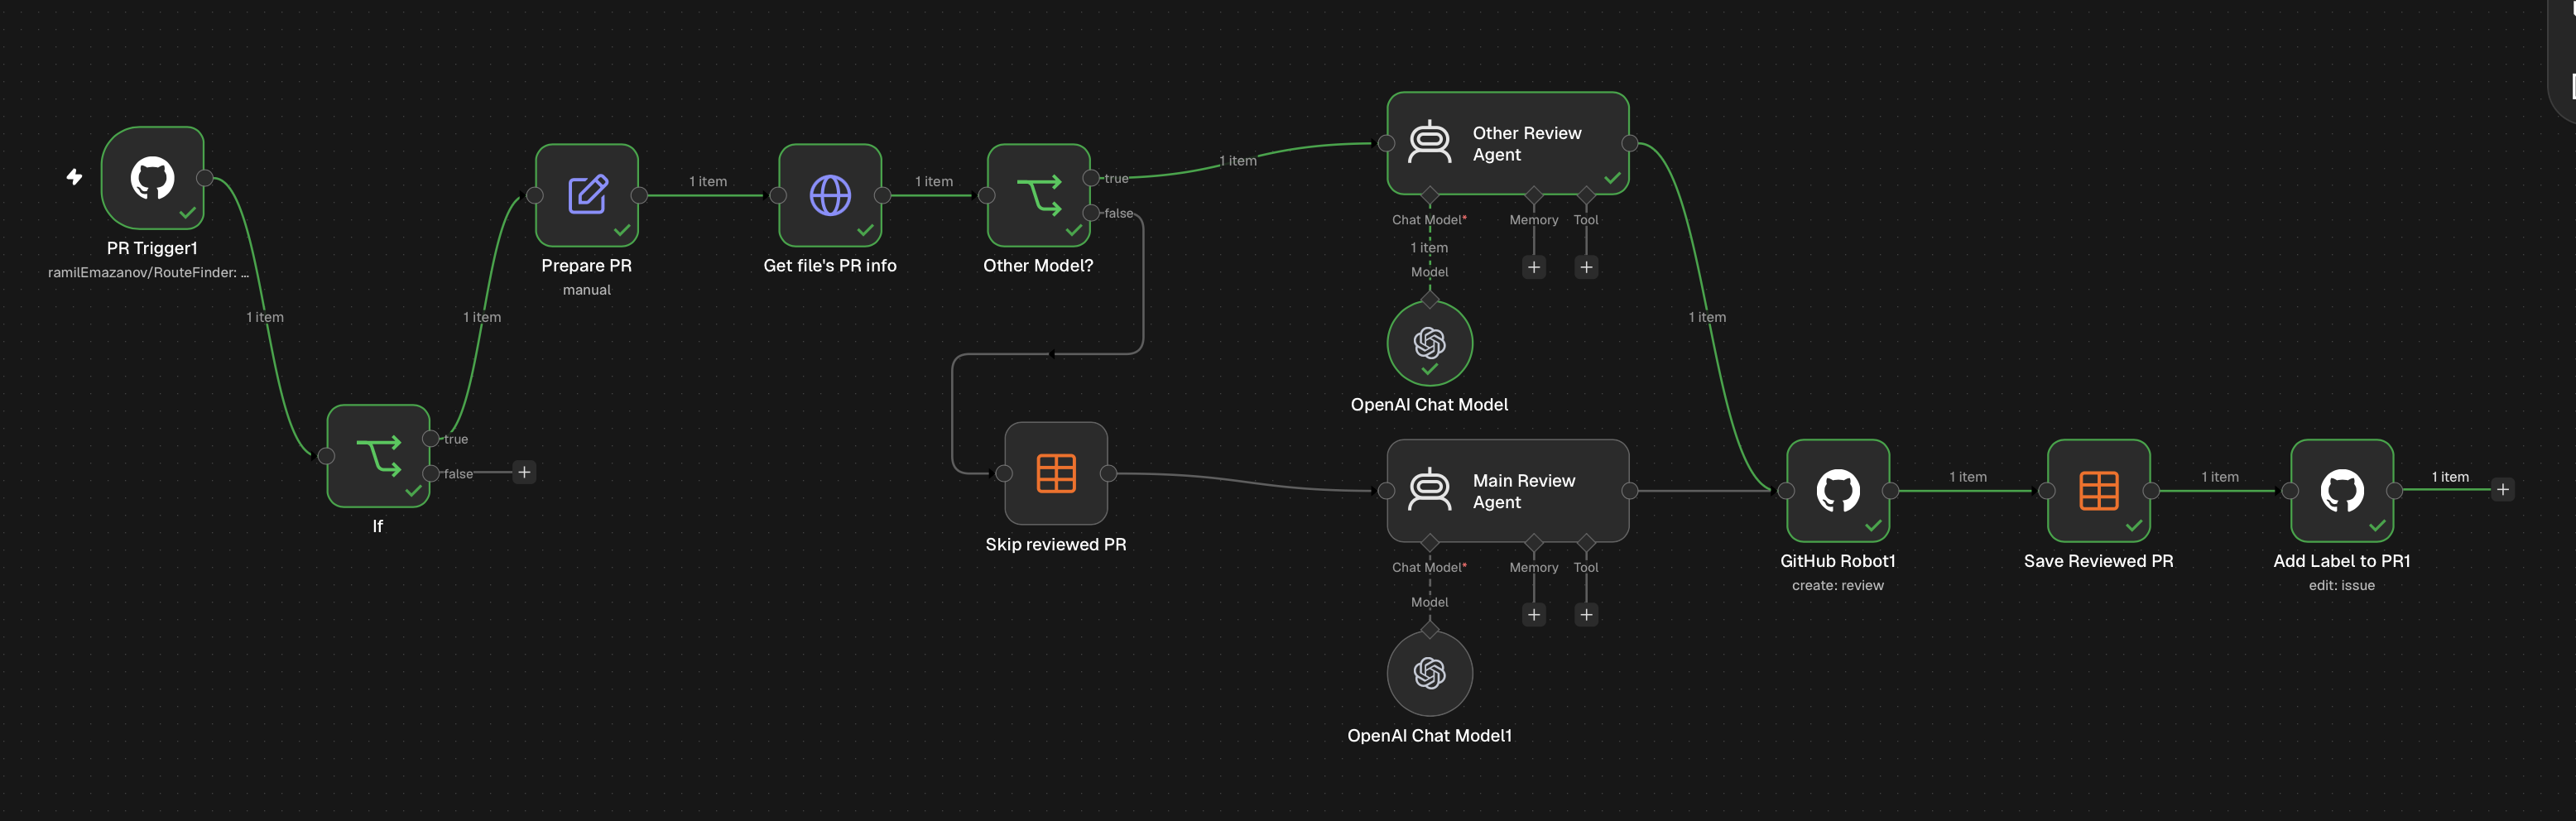 PR Trigger1
ramilEmazanov/RouteFinder: ...
1 item
If
true
false
1 item
Prepare PR
manual
1 item
Get file's PR info
1 item
Other Model?
true
false
1 item
Other Review
Agent
Chat Model*
Memory
Tool
1 item
Model
OpenAI Chat Model
1 item
Skip reviewed PR
Main Review
Agent
Chat Model*
Memory
Tool
Model
OpenAI Chat Model1
GitHub Robot1
create: review
1 item
Save Reviewed PR
1 item
Add Label to PR1
edit: issue
1 item